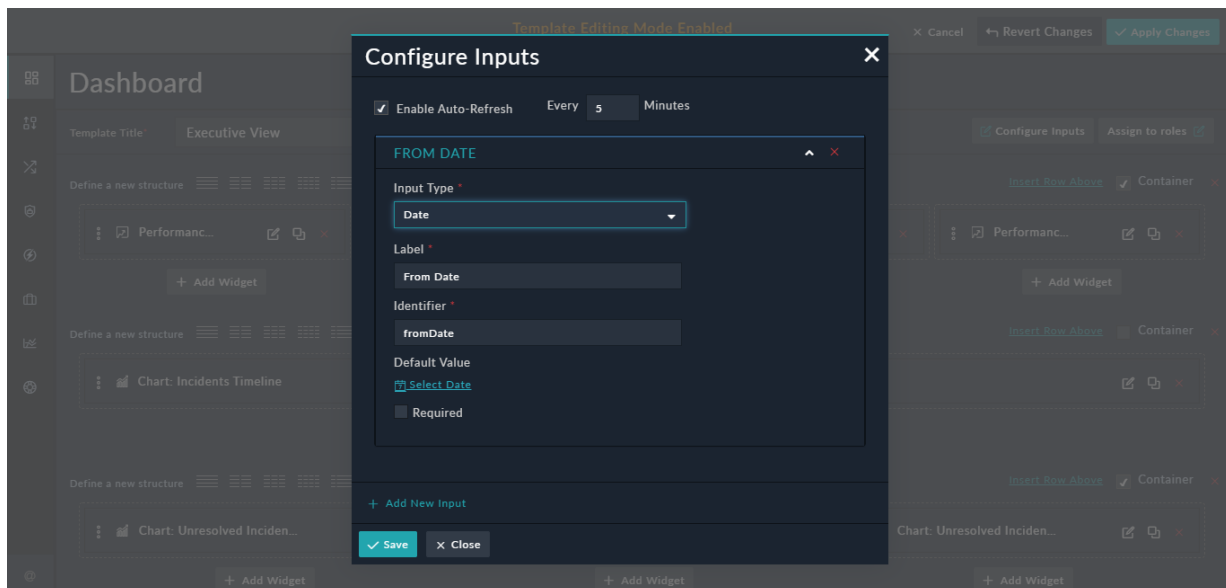 Template Editing Mode Enabled
Cancel
Revert Changes
Apply Changes
Configure Inputs
Dashboard
Enable Auto-Refresh Every 5 Minutes
Template Title* Executive View
Configure Inputs
Assign to roles
FROM DATE
Define a new structure
Insert Row Above
Container
Input Type *
Date
Performanc...
Performanc...
Label *
From Date
Add Widget
Add Widget
Identifier *
fromDate
Define a new structure
Insert Row Above
Container
Default Value
Select Date
Chart: Incidents Timeline
Required
Define a new structure
Insert Row Above
Container
+ Add New Input
Chart: Unresolved Inciden...
Chart: Unresolved Inciden...
Save
Close
+ Add Widget
+ Add Widget
+ Add Widget